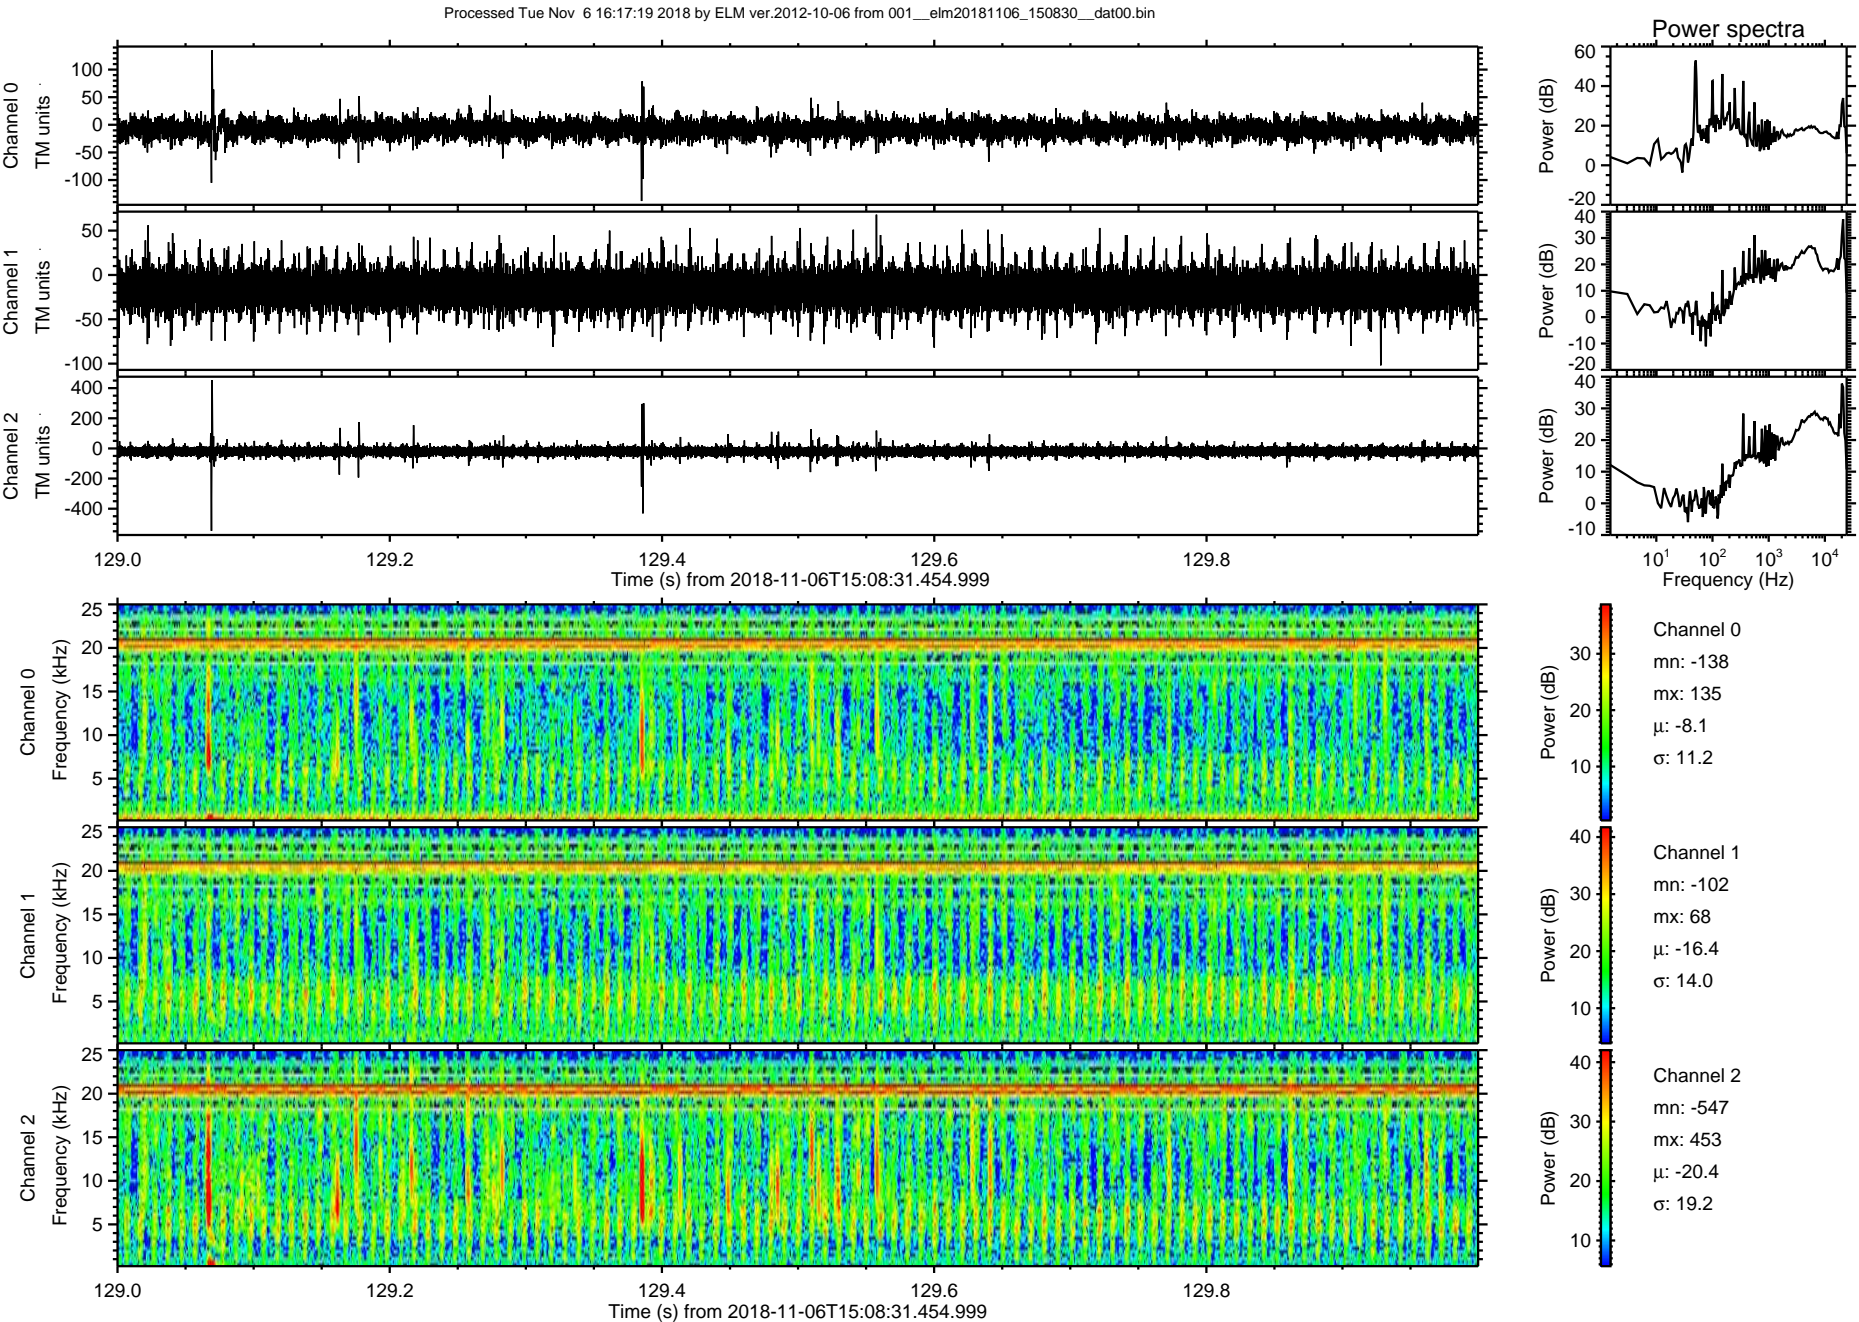 Processed Tue Nov  6 16:17:19 2018 by ELM ver.2012-10-06 from 001__elm20181106_150830__dat00.bin
Power spectra
Channel 0
TM units
100
50
0
-50
-100
Power (dB)
60
40
20
0
-20
Channel 1
TM units
50
0
-50
-100
Power (dB)
40
30
20
10
0
-10
-20
Channel 2
TM units
400
200
0
-200
-400
Power (dB)
40
30
20
10
0
-10
129.0 129.2 129.4 129.6 129.8
Time (s) from 2018-11-06T15:08:31.454.999
10¹ 10² 10³ 10⁴
Frequency (Hz)
Channel 0
Frequency (kHz)
25
20
15
10
5
Power (dB)
30
20
10
Channel 0
mn: -138
mx: 135
μ: -8.1
σ: 11.2
Channel 1
Frequency (kHz)
25
20
15
10
5
Power (dB)
40
30
20
10
Channel 1
mn: -102
mx: 68
μ: -16.4
σ: 14.0
Channel 2
Frequency (kHz)
25
20
15
10
5
Power (dB)
40
30
20
10
Channel 2
mn: -547
mx: 453
μ: -20.4
σ: 19.2
129.0 129.2 129.4 129.6 129.8
Time (s) from 2018-11-06T15:08:31.454.999